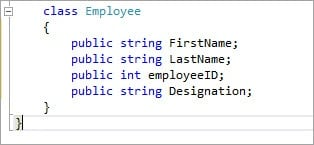 class Employee
{
public string FirstName;
public string LastName;
public int employeeID;
public string Designation;
}
}